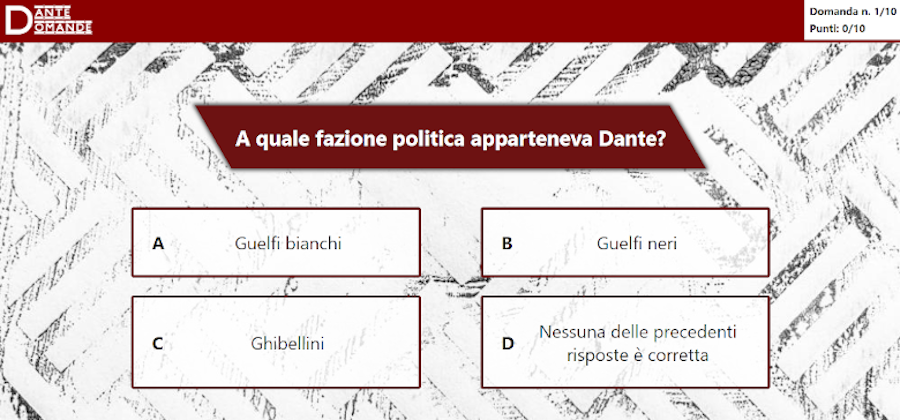 DANTE
DOMANDE
Domanda n. 1/10
Punti: 0/10
A quale fazione politica apparteneva Dante?
A Guelfi bianchi
B Guelfi neri
C Ghibellini
D Nessuna delle precedenti
risposte è corretta